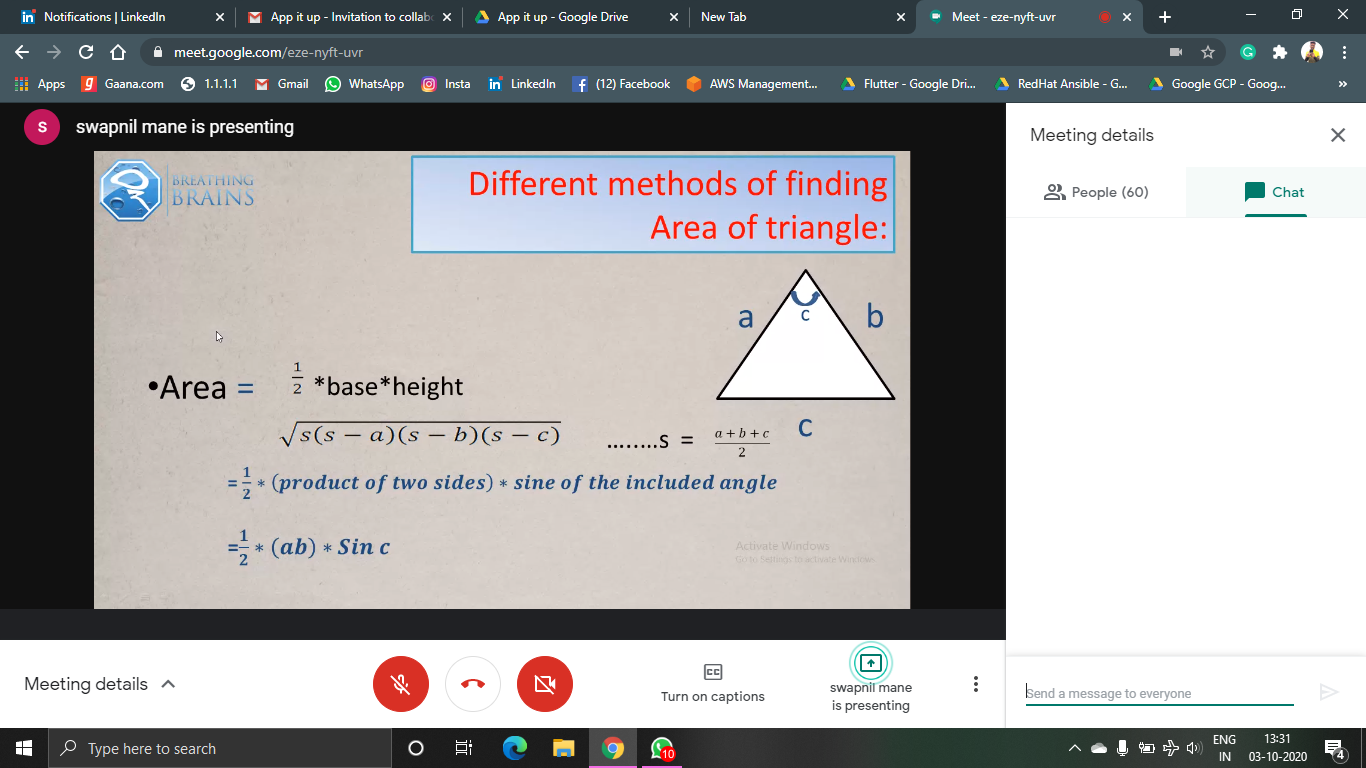 Notifications | LinkedIn
App it up - Invitation to collab
App it up - Google Drive
New Tab
Meet - eze-nyft-uvr
meet.google.com/eze-nyft-uvr
Apps
Gaana.com
1.1.1.1
Gmail
WhatsApp
Insta
LinkedIn
(12) Facebook
AWS Management...
Flutter - Google Dri...
RedHat Ansible - G...
Google GCP - Goog...
»
S
swapnil mane is presenting
BREATHING
BRAINS
Different methods of finding
Area of triangle:
a
c
b
c
•Area = 1/2 *base*height
√s(s − a)(s − b)(s − c) ........s = a + b + c / 2
= 1/2 * (product of two sides) * sine of the included angle
= 1/2 * (ab) * Sin c
Activate Windows
Go to Settings to activate Windows.
Meeting details
People (60)
Chat
Send a message to everyone
Meeting details
CC
Turn on captions
swapnil mane
is presenting
Type here to search
10
ENG
IN
13:31
03-10-2020
4